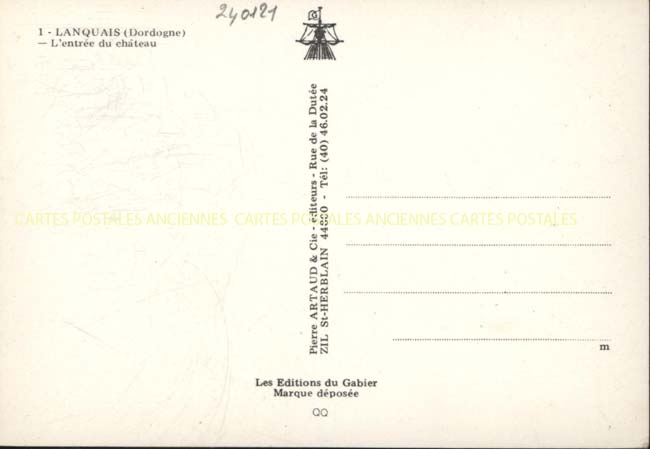 240121
1 - LANQUAIS (Dordogne)
— L'entrée du château
Pierre ARTAUD & Cie - éditeurs - Rue de la Dutée
ZIL St-HERBLAIN 44800 - Tél: (40) 46.02.24
CARTES POSTALES ANCIENNES CARTES POSTALES ANCIENNES CARTES POSTALES
m
Les Editions du Gabier
Marque déposée
QQ